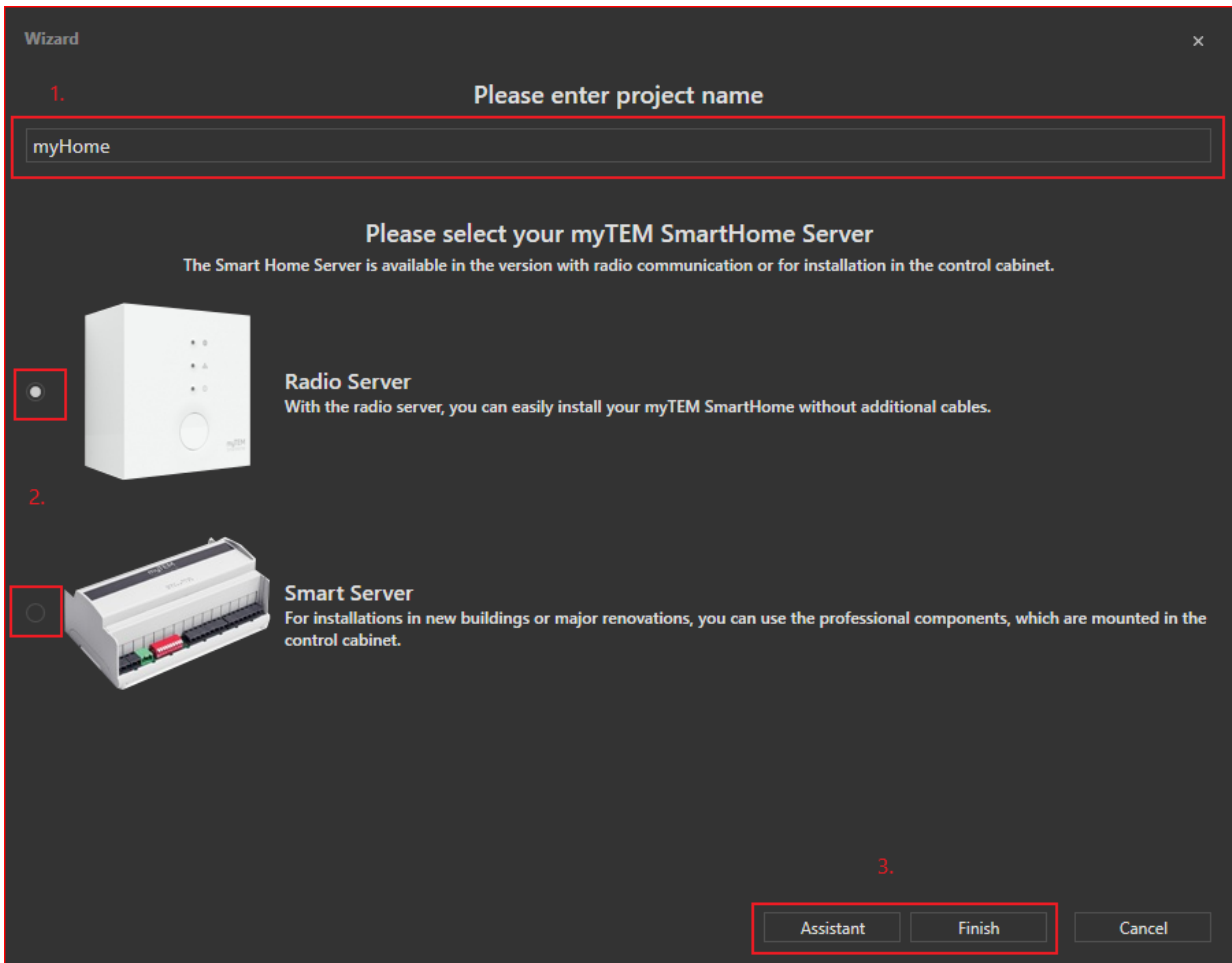 Wizard
1.
Please enter project name
myHome
Please select your myTEM SmartHome Server
The Smart Home Server is available in the version with radio communication or for installation in the control cabinet.
myTEM
Radio Server
With the radio server, you can easily install your myTEM SmartHome without additional cables.
2.
myTEM
Smart Server
For installations in new buildings or major renovations, you can use the professional components, which are mounted in the
control cabinet.
3.
Assistant
Finish
Cancel